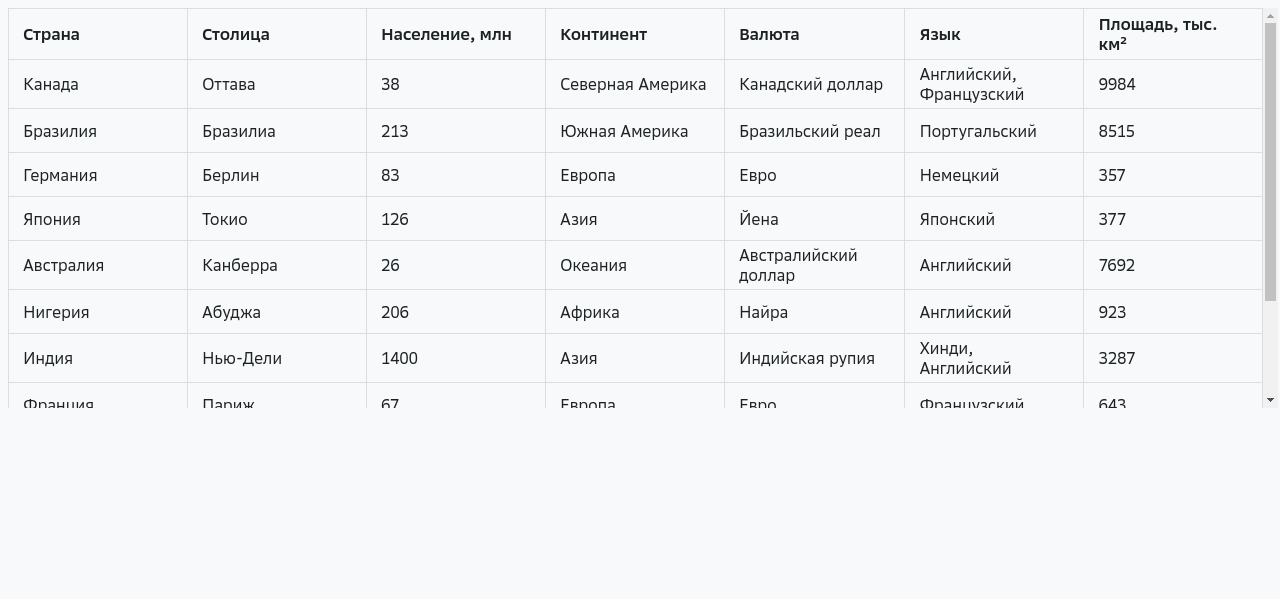 Страна Столица Население, млн Континент Валюта Язык Площадь, тыс. км²
Канада Оттава 38 Северная Америка Канадский доллар Английский, Французский 9984
Бразилия Бразилиа 213 Южная Америка Бразильский реал Португальский 8515
Германия Берлин 83 Европа Евро Немецкий 357
Япония Токио 126 Азия Йена Японский 377
Австралия Канберра 26 Океания Австралийский доллар Английский 7692
Нигерия Абуджа 206 Африка Найра Английский 923
Индия Нью-Дели 1400 Азия Индийская рупия Хинди, Английский 3287
Франция Париж 67 Европа Евро Французский 643